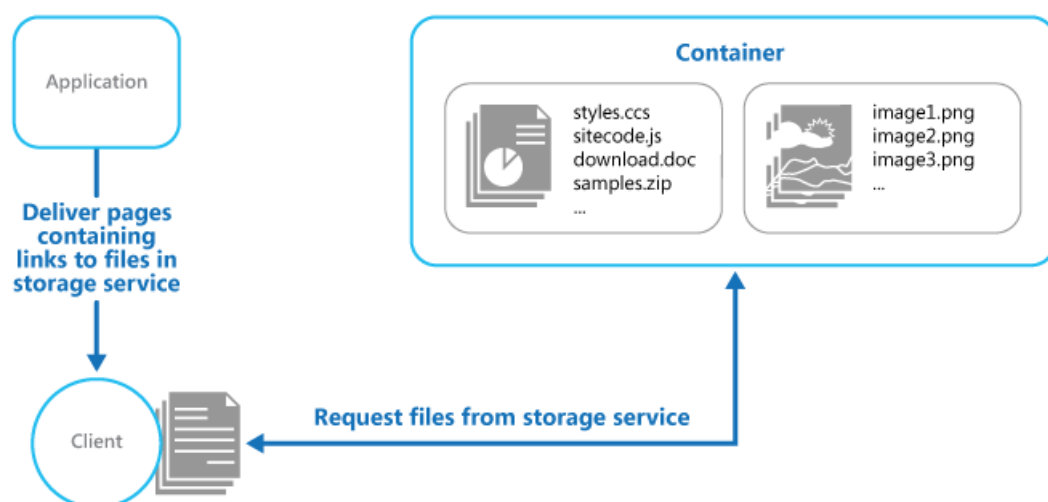 Application
Container
styles.ccs
sitecode.js
download.doc
samples.zip
...
image1.png
image2.png
image3.png
...
Deliver pages
containing
links to files in
storage service
Request files from storage service
Client